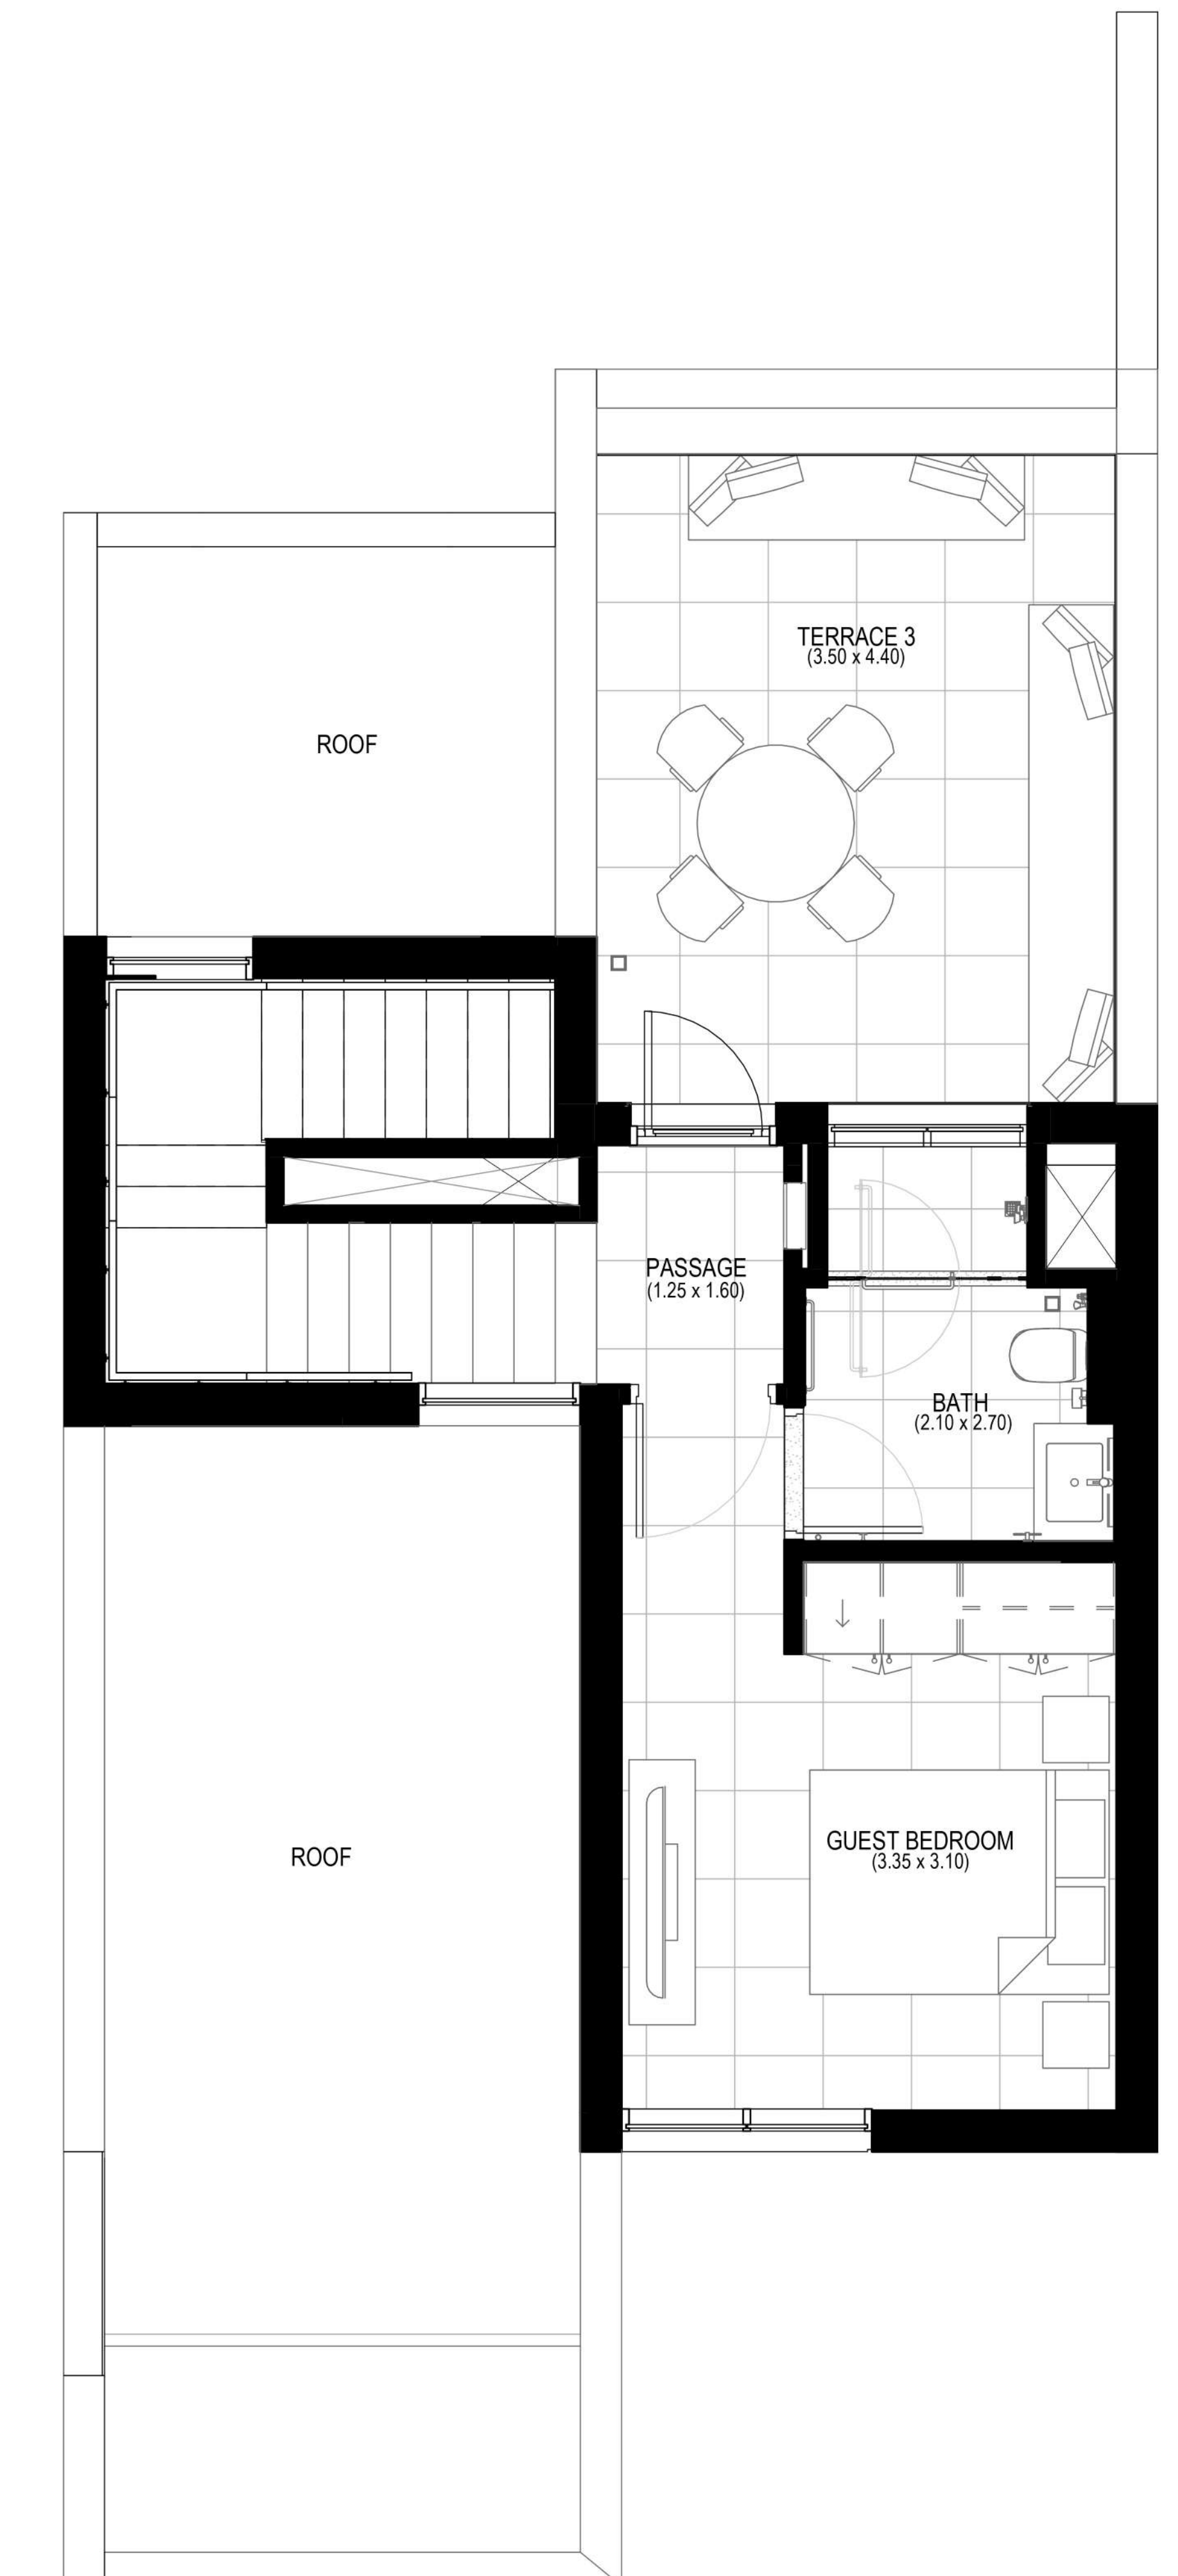 TERRACE 3
(3.50 x 4.40)
ROOF
PASSAGE
(1.25 x 1.60)
BATH
(2.10 x 2.70)
GUEST BEDROOM
(3.35 x 3.10)
ROOF